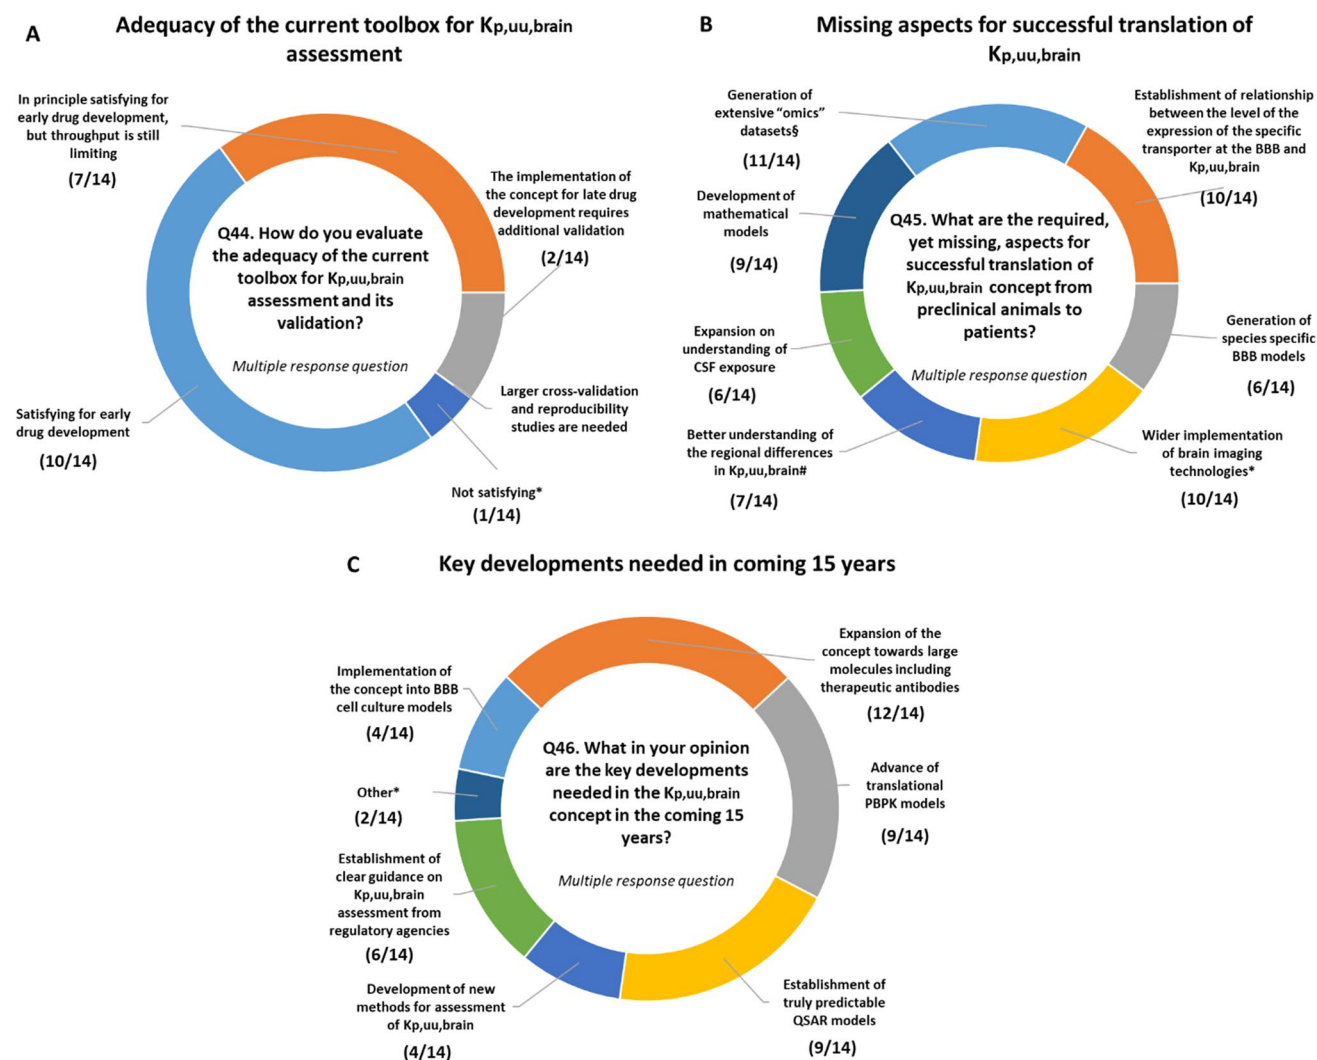 A
Adequacy of the current toolbox for Kp,uu,brain
assessment
In principle satisfying for
early drug development,
but throughput is still
limiting
(7/14)
The implementation of
the concept for late drug
development requires
additional validation
(2/14)
Q44. How do you evaluate
the adequacy of the current
toolbox for Kp,uu,brain
assessment and its
validation?
Multiple response question
Satisfying for early
drug development
(10/14)
Larger cross-validation
and reproducibility
studies are needed
Not satisfying*
(1/14)
B
Missing aspects for successful translation of
Kp,uu,brain
Generation of
extensive “omics”
datasets§
(11/14)
Establishment of relationship
between the level of the
expression of the specific
transporter at the BBB and
Kp,uu,brain
(10/14)
Development of
mathematical
models
(9/14)
Q45. What are the required,
yet missing, aspects for
successful translation of
Kp,uu,brain concept from
preclinical animals to
patients?
Multiple response question
Expansion on
understanding of
CSF exposure
(6/14)
Generation of
species specific
BBB models
(6/14)
Better understanding of
the regional differences
in Kp,uu,brain#
(7/14)
Wider implementation
of brain imaging
technologies*
(10/14)
C
Key developments needed in coming 15 years
Implementation of
the concept into BBB
cell culture models
(4/14)
Expansion of the
concept towards large
molecules including
therapeutic antibodies
(12/14)
Q46. What in your opinion
are the key developments
needed in the Kp,uu,brain
concept in the coming 15
years?
Multiple response question
Other*
(2/14)
Advance of
translational
PBPK models
(9/14)
Establishment of
clear guidance on
Kp,uu,brain
assessment from
regulatory agencies
(6/14)
Development of new
methods for assessment
of Kp,uu,brain
(4/14)
Establishment of
truly predictable
QSAR models
(9/14)